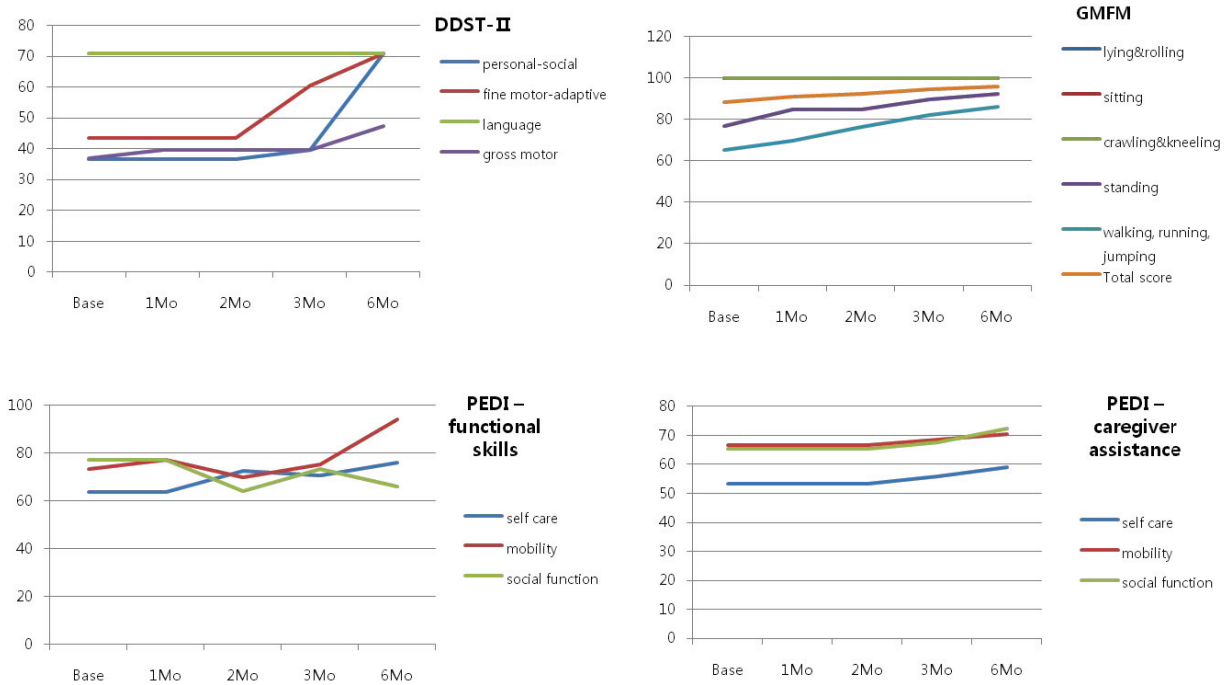 DDST-II
80
70
60
50
40
30
20
10
0
Base 1Mo 2Mo 3Mo 6Mo
personal-social
fine motor-adaptive
language
gross motor
GMFM
120
100
80
60
40
20
0
Base 1Mo 2Mo 3Mo 6Mo
lying&rolling
sitting
crawling&kneeling
standing
walking, running,
jumping
Total score
PEDI –
functional
skills
100
80
60
40
20
0
Base 1Mo 2Mo 3Mo 6Mo
self care
mobility
social function
PEDI –
caregiver
assistance
80
70
60
50
40
30
20
10
0
Base 1Mo 2Mo 3Mo 6Mo
self care
mobility
social function